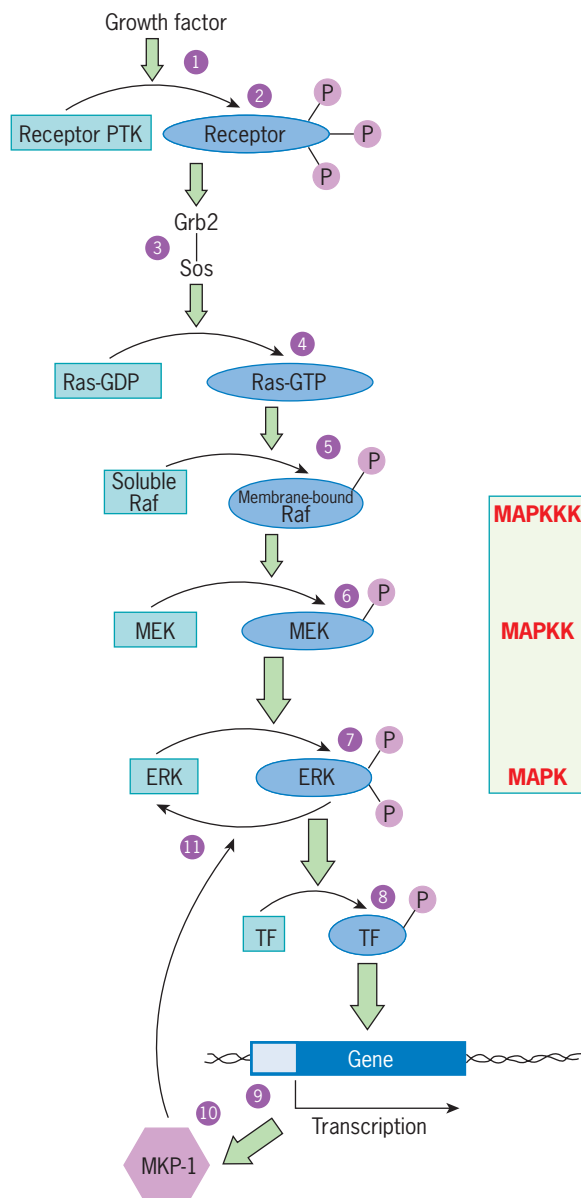 Growth factor
1
2
P
P
P
Receptor PTK
Receptor
Grb2
3
Sos
4
Ras-GDP
Ras-GTP
5
P
Soluble
Raf
Membrane-bound
Raf
MAPKKK
6
P
MEK
MEK
MAPKK
7
P
ERK
ERK
P
MAPK
11
8
P
TF
TF
Gene
9
Transcription
10
MKP-1